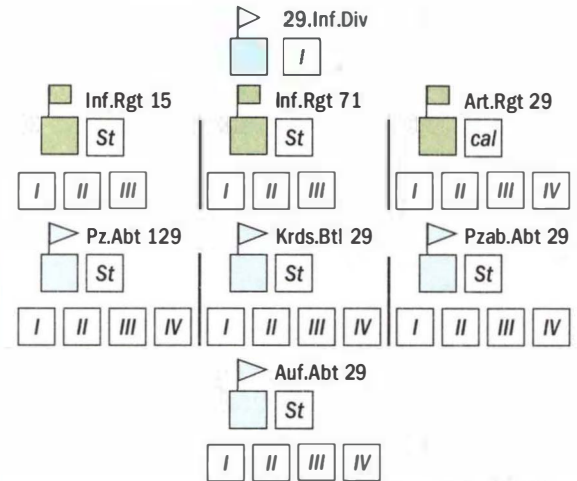 29.Inf.Div
I
Inf.Rgt 15 Inf.Rgt 71 Art.Rgt 29
St St cal
I II III I II III I II III IV
Pz.Abt 129 Krds.Btl 29 Pzab.Abt 29
St St St
I II III IV I II III IV I II III IV
Auf.Abt 29
St
I II III IV